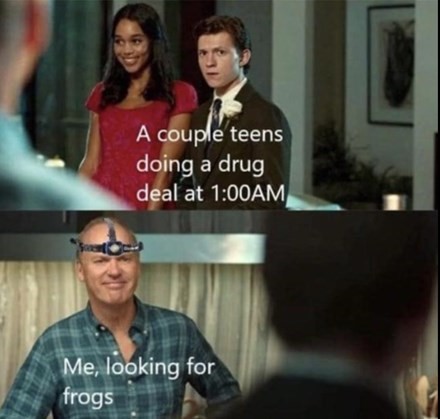 A couple teens
doing a drug
deal at 1:00AM
Me, looking for
frogs